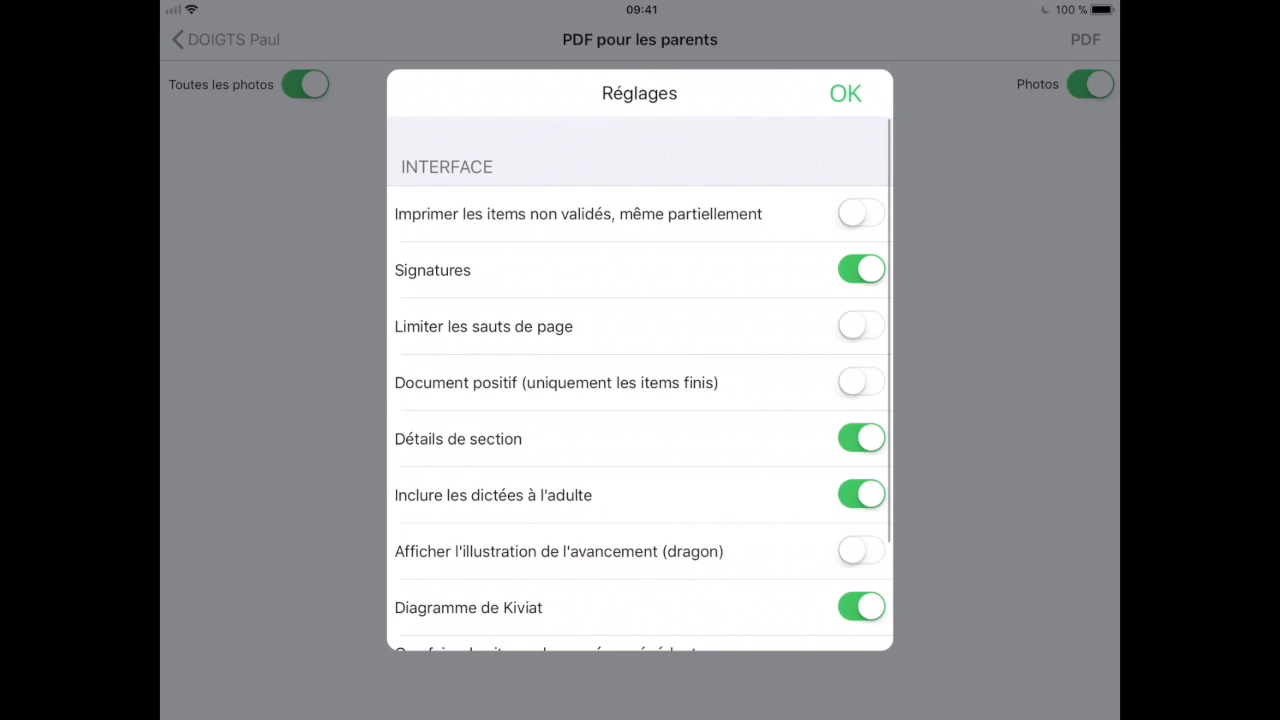 09:41
100 %
DOIGTS Paul
PDF pour les parents
PDF
Toutes les photos
Photos
Réglages
OK
INTERFACE
Imprimer les items non validés, même partiellement
Signatures
Limiter les sauts de page
Document positif (uniquement les items finis)
Détails de section
Inclure les dictées à l'adulte
Afficher l'illustration de l'avancement (dragon)
Diagramme de Kiviat